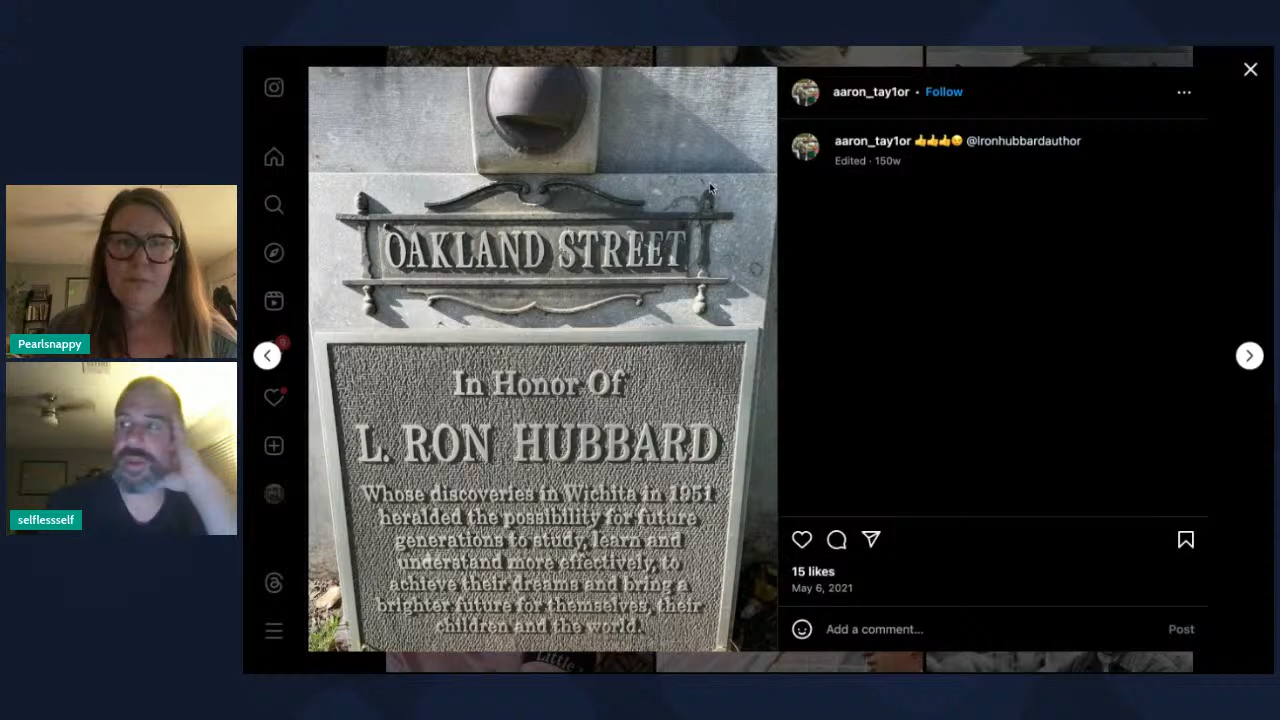 Pearlsnappy
selflessself
OAKLAND STREET
In Honor Of
L. RON HUBBARD
Whose discoveries in Wichita in 1951
heralded the possibility for future
generations to study, learn and
understand more effectively, to
achieve their dreams and bring a
brighter future for themselves, their
children and the world.
aaron_tay1or • Follow
aaron_tay1or 👍👍👍😉 @lronhubbardauthor
Edited · 150w
15 likes
May 6, 2021
Add a comment...
Post
9
Little